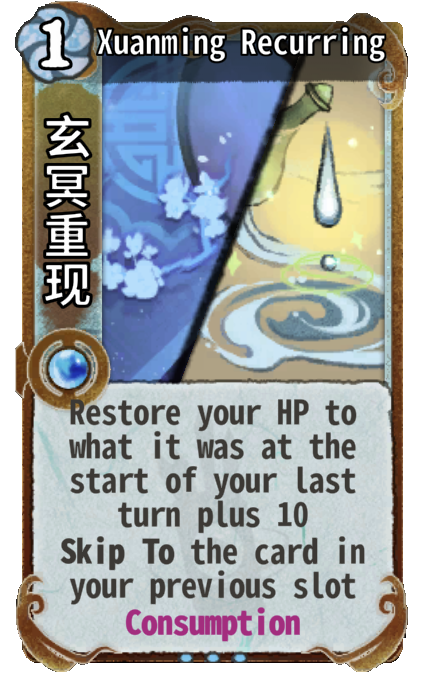 1
Xuanming Recurring
玄冥重现
Restore your HP to
what it was at the
start of your last
turn plus 10
Skip To the card in
your previous slot
Consumption